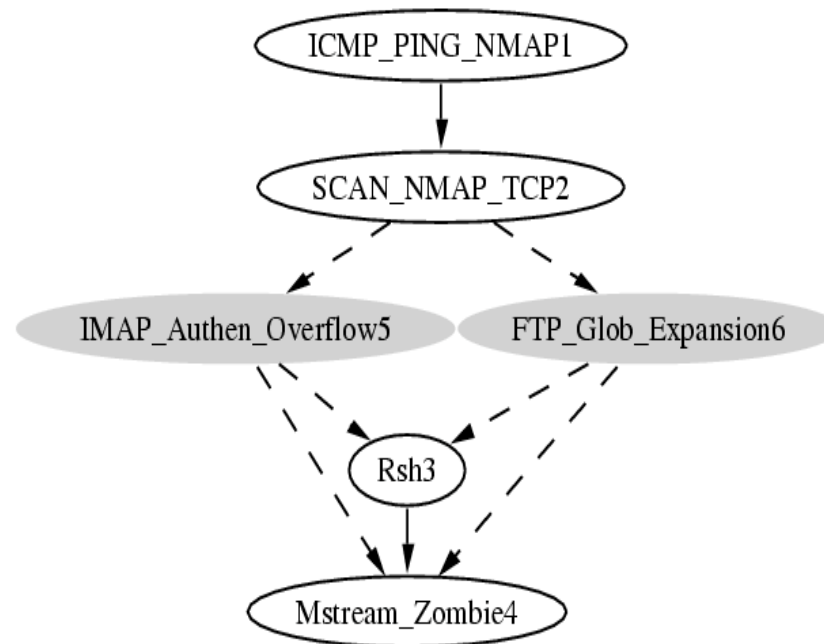 ICMP_PING_NMAP1
SCAN_NMAP_TCP2
IMAP_Authen_Overflow5
FTP_Glob_Expansion6
Rsh3
Mstream_Zombie4